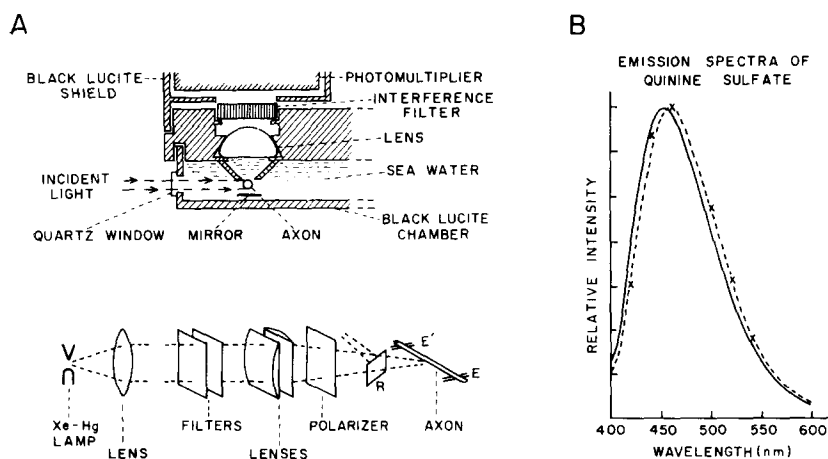 A
BLACK LUCITE
SHIELD
PHOTOMULTIPLIER
INTERFERENCE
FILTER
LENS
SEA WATER
INCIDENT
LIGHT
BLACK LUCITE
CHAMBER
QUARTZ WINDOW
MIRROR
AXON
E'
E
R
Xe-Hg
LAMP
LENS
FILTERS
LENSES
POLARIZER
AXON
B
EMISSION SPECTRA OF
QUININE SULFATE
RELATIVE INTENSITY
400
450
500
550
600
WAVELENGTH (nm)